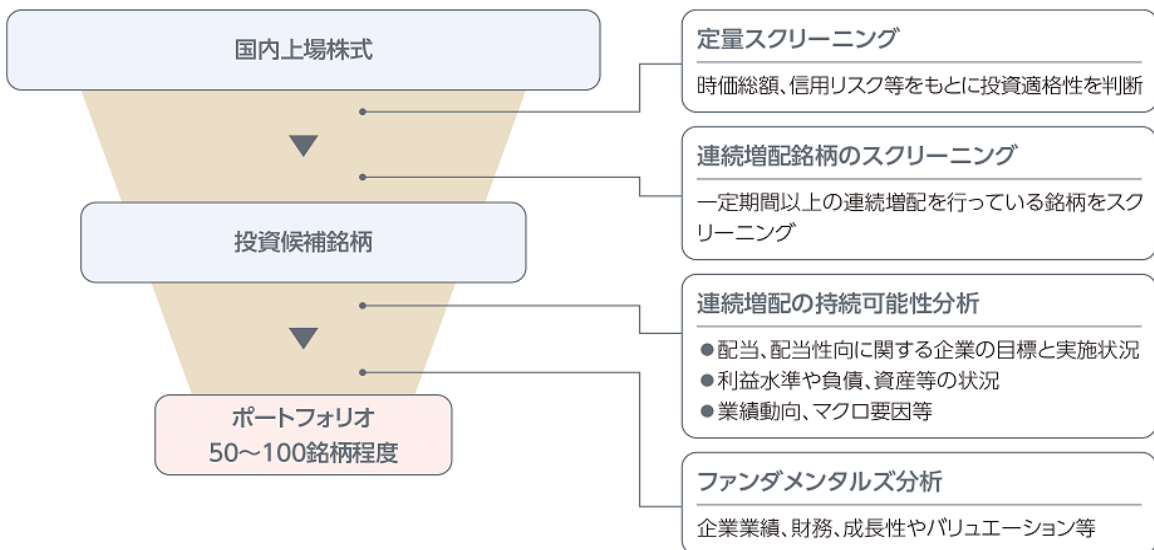 国内上場株式
定量スクリーニング
時価総額、信用リスク等をもとに投資適格性を判断
連続増配銘柄のスクリーニング
一定期間以上の連続増配を行っている銘柄をスク
リーニング
投資候補銘柄
連続増配の持続可能性分析
●配当、配当性向に関する企業の目標と実施状況
●利益水準や負債、資産等の状況
●業績動向、マクロ要因等
ポートフォリオ
50〜100銘柄程度
ファンダメンタルズ分析
企業業績、財務、成長性やバリュエーション等